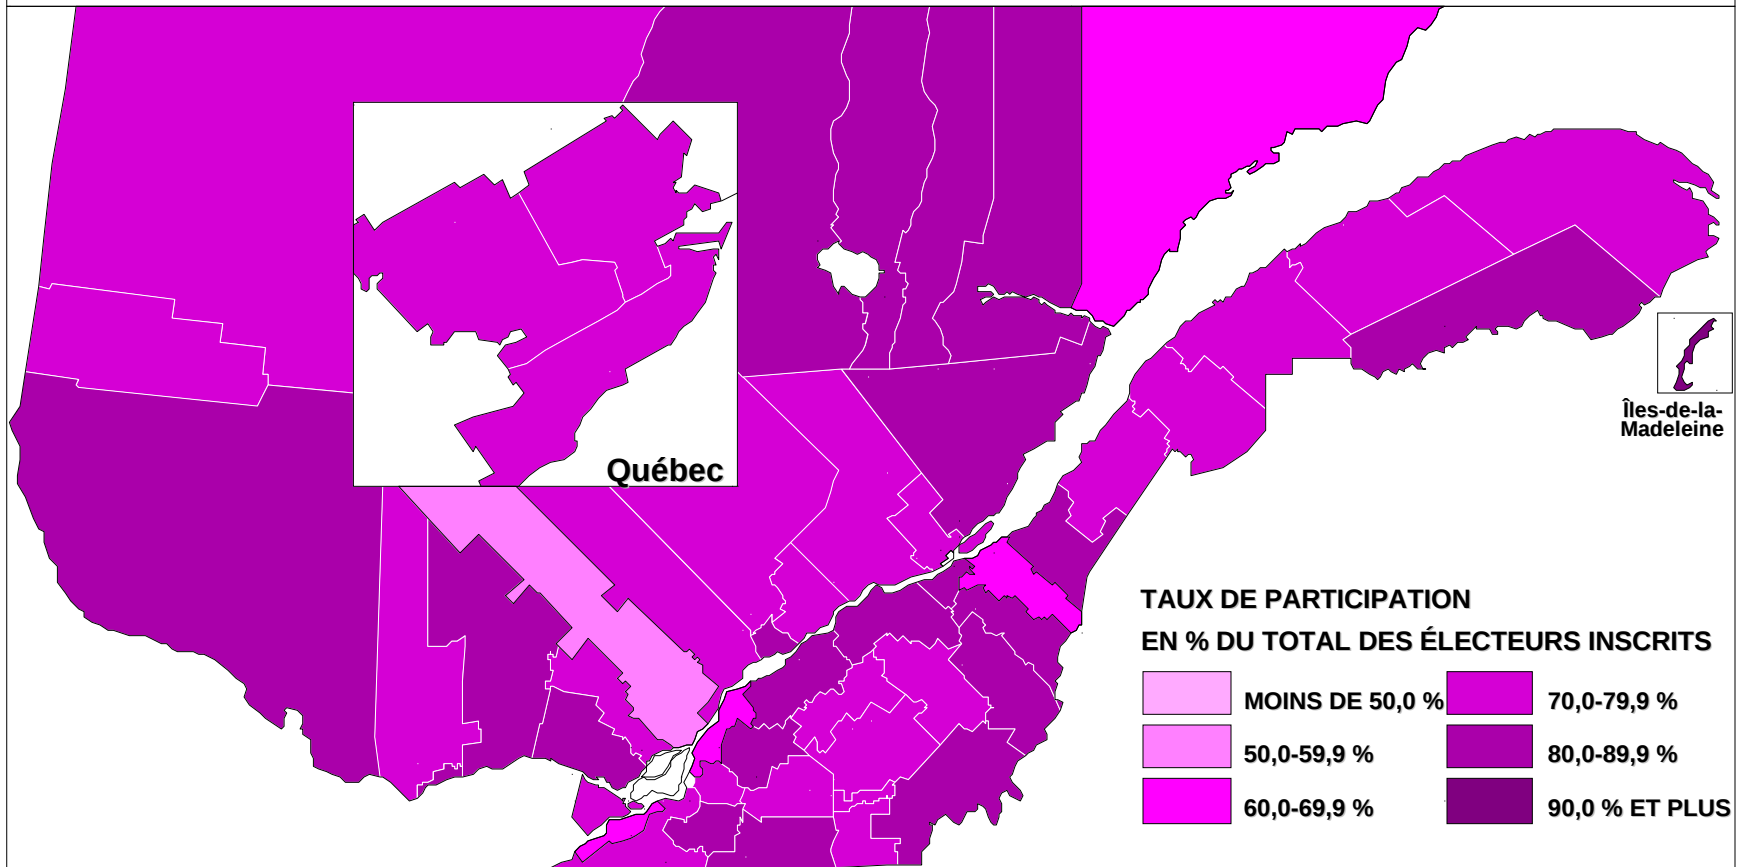 Québec
Îles-de-la-
Madeleine
TAUX DE PARTICIPATION
EN % DU TOTAL DES ÉLECTEURS INSCRITS
MOINS DE 50,0 %
70,0-79,9 %
50,0-59,9 %
80,0-89,9 %
60,0-69,9 %
90,0 % ET PLUS